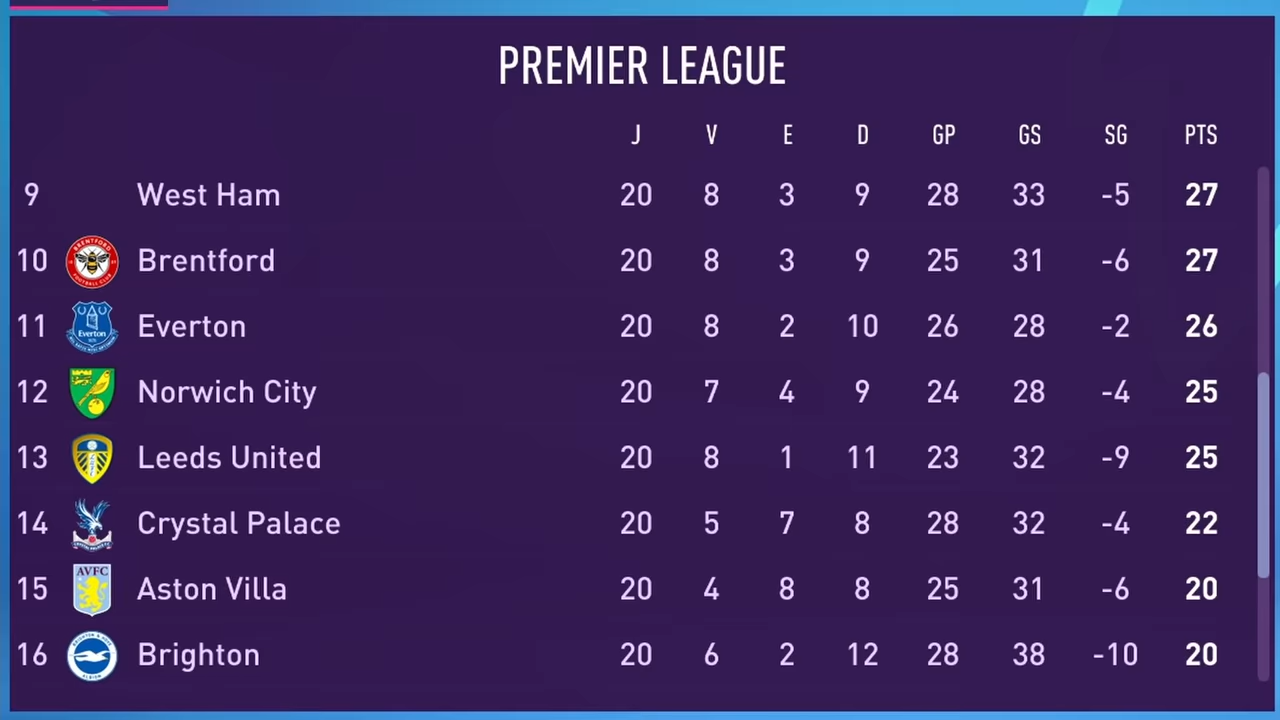 PREMIER LEAGUE
J V E D GP GS SG PTS
9 West Ham 20 8 3 9 28 33 -5 27
10 Brentford 20 8 3 9 25 31 -6 27
11 Everton 20 8 2 10 26 28 -2 26
12 Norwich City 20 7 4 9 24 28 -4 25
13 Leeds United 20 8 1 11 23 32 -9 25
14 Crystal Palace 20 5 7 8 28 32 -4 22
AVFC
15 Aston Villa 20 4 8 8 25 31 -6 20
16 Brighton 20 6 2 12 28 38 -10 20